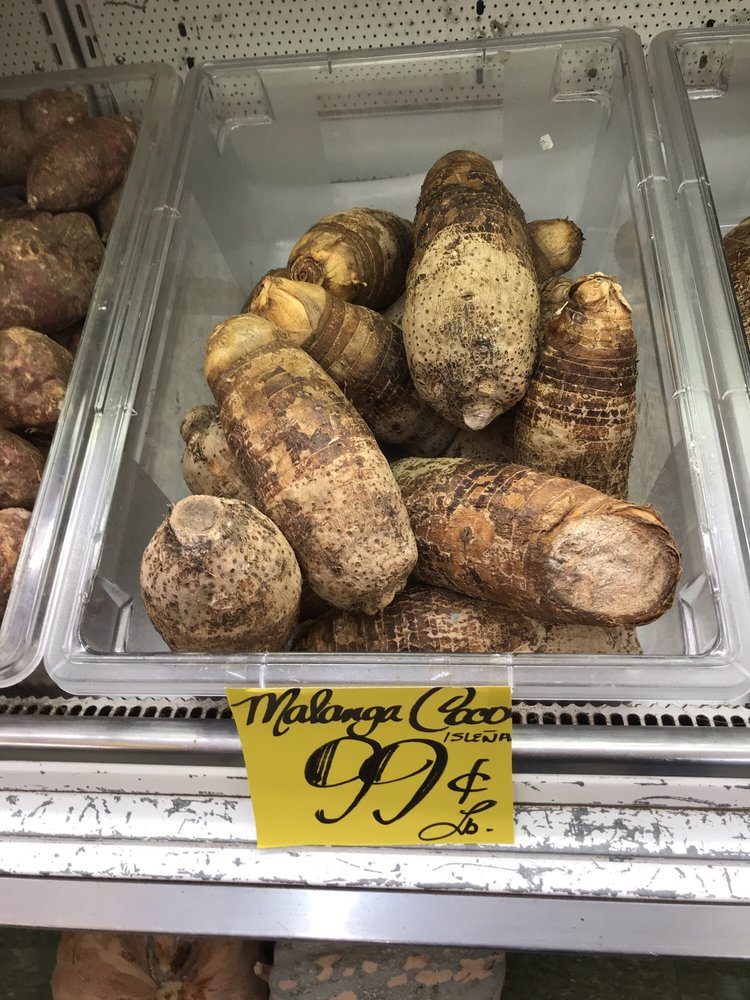 Malanga Coco
ISLEÑA
99¢
Lb.